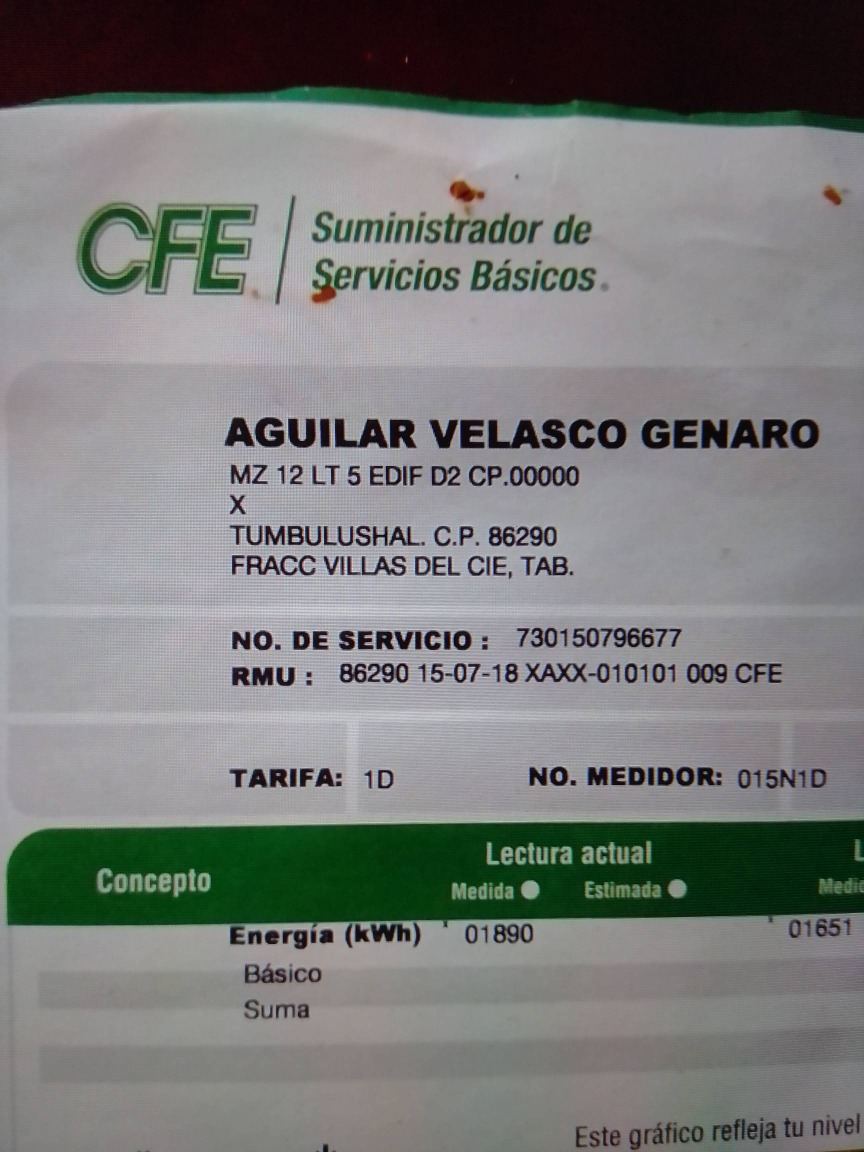 CFE
Suministrador de
Servicios Básicos
AGUILAR VELASCO GENARO
MZ 12 LT 5 EDIF D2 CP.00000
X
TUMBULUSHAL. C.P. 86290
FRACC VILLAS DEL CIE, TAB.
NO. DE SERVICIO : 730150796677
RMU : 86290 15-07-18 XAXX-010101 009 CFE
TARIFA: 1D NO. MEDIDOR: 015N1D
Concepto Lectura actual
Medida Estimada
Energía (kWh) 01890 01651
Básico
Suma
Este gráfico refleja tu nivel